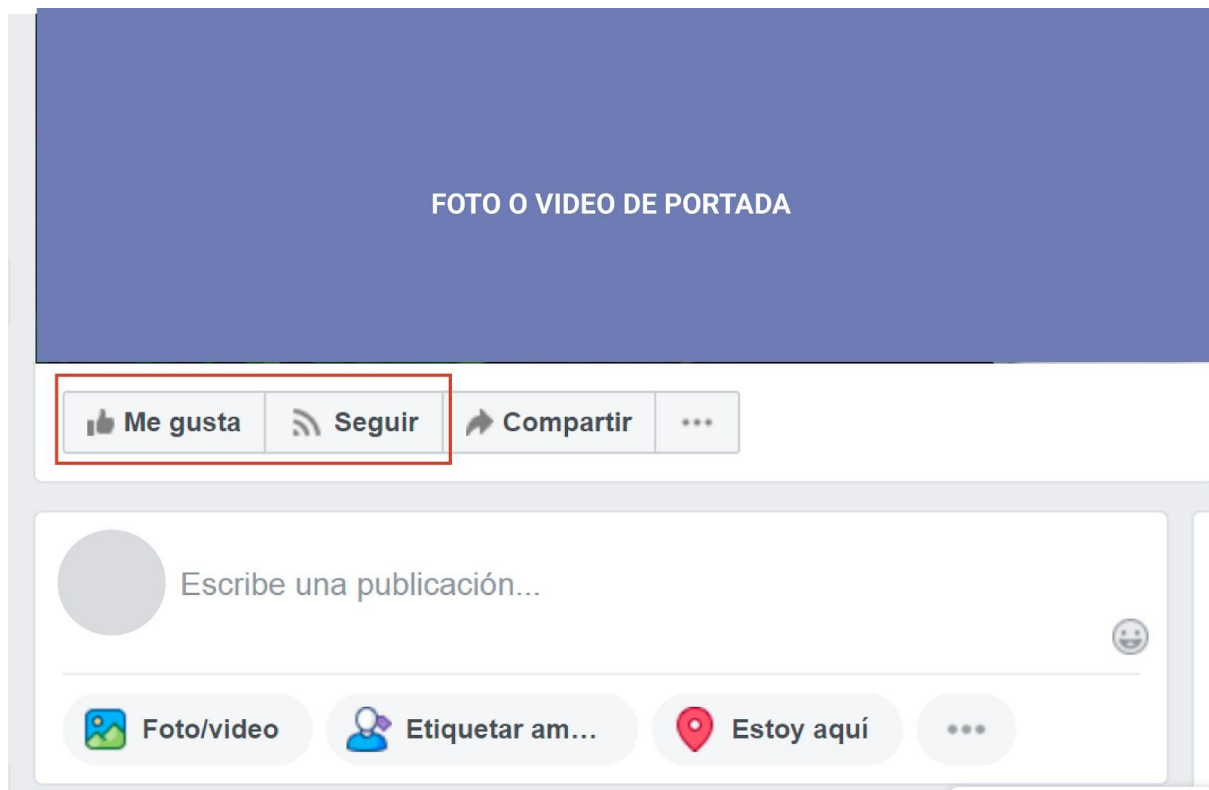 FOTO O VIDEO DE PORTADA
Me gusta Seguir Compartir
Escribe una publicación...
Foto/video Etiquetar am... Estoy aquí